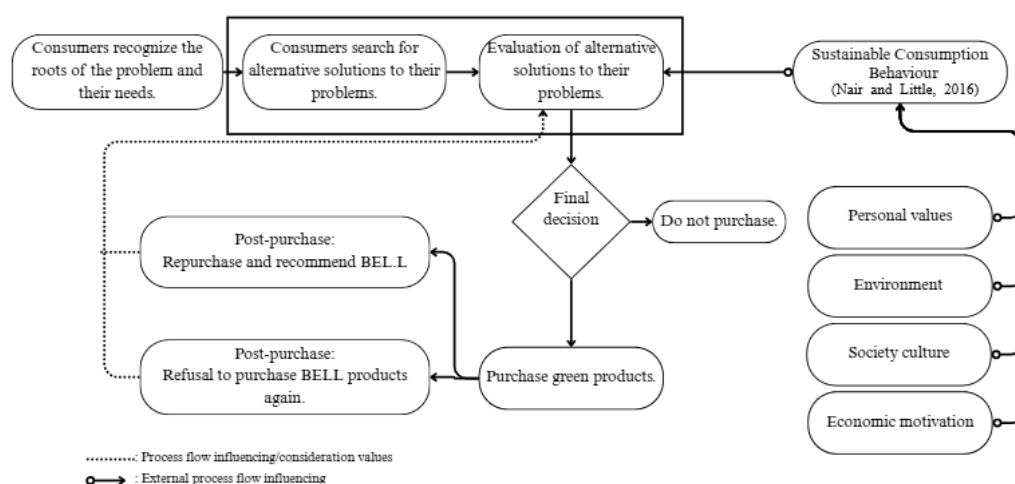 Consumers recognize the
roots of the problem and
their needs.
Consumers search for
alternative solutions to their
problems.
Evaluation of alternative
solutions to their
problems.
Sustainable Consumption
Behaviour
(Nair and Little, 2016)
Final
decision
Do not purchase.
Personal values
Post-purchase:
Repurchase and recommend BEL.L
Environment
Society culture
Post-purchase:
Refusal to purchase BELL products
again.
Purchase green products.
Economic motivation
: Process flow influencing/consideration values
: External process flow influencing